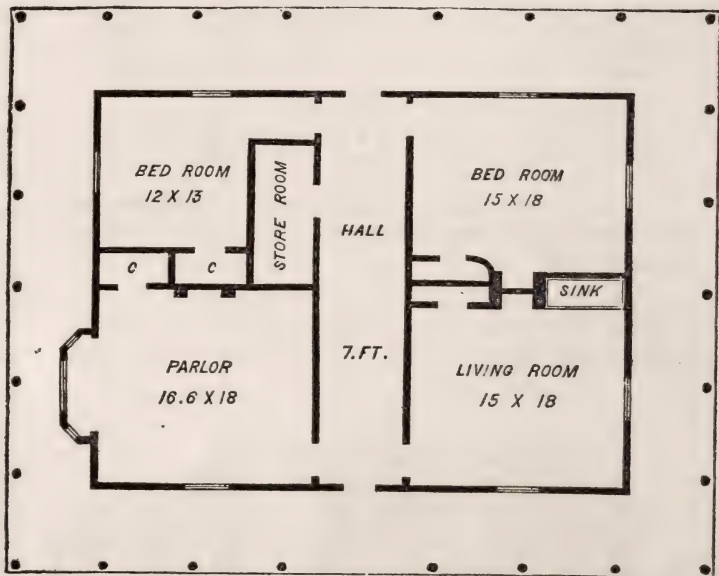 BED ROOM
12 X 13
STORE ROOM
HALL
BED ROOM
15 X 18
C
C
SINK
PARLOR
16.6 X 18
7. FT.
LIVING ROOM
15 X 18